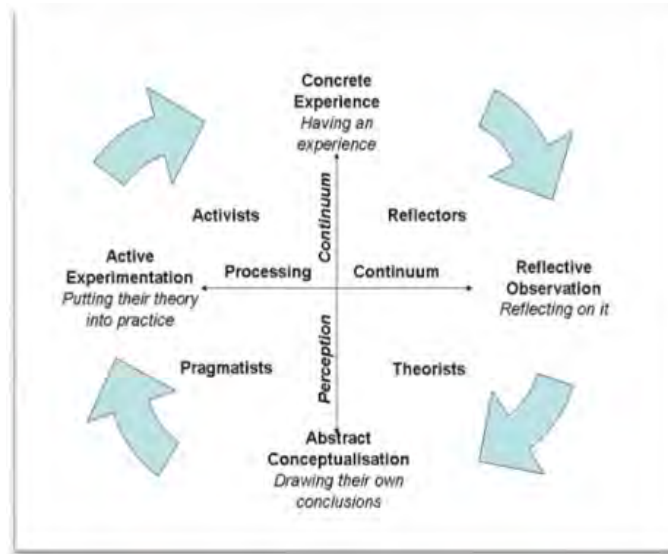 Concrete
Experience
Having an
experience
Activists
Reflectors
Continuum
Active
Experimentation
Putting their theory
into practice
Processing
Continuum
Reflective
Observation
Reflecting on it
Pragmatists
Perception
Theorists
Abstract
Conceptualisation
Drawing their own
conclusions